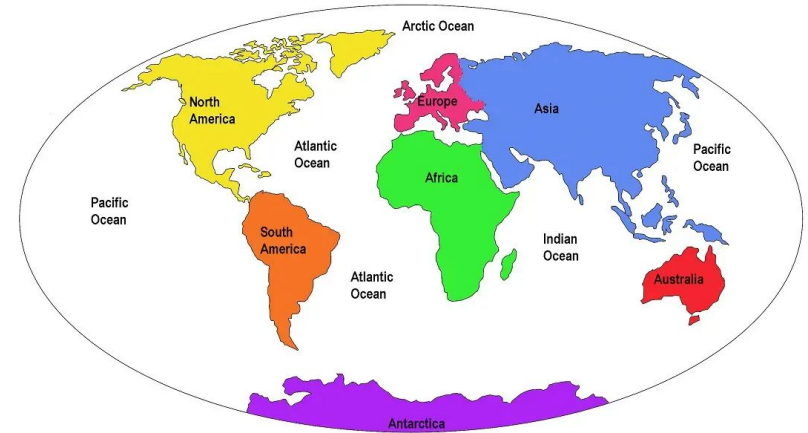 Arctic Ocean
North
America
Europe
Asia
Atlantic
Ocean
Pacific
Ocean
Africa
Pacific
Ocean
South
America
Indian
Ocean
Atlantic
Ocean
Australia
Antarctica